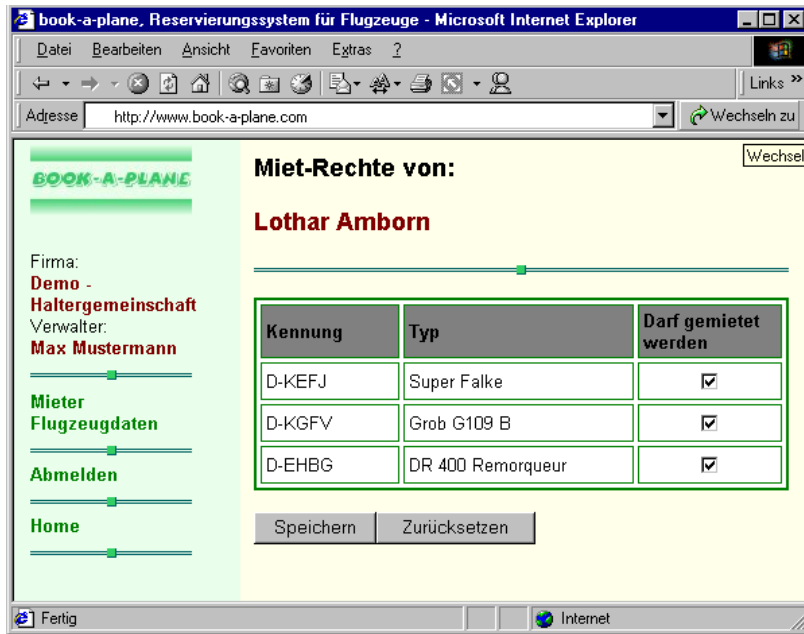 book-a-plane, Reservierungssystem für Flugzeuge - Microsoft Internet Explorer
Datei Bearbeiten Ansicht Favoriten Extras ?
Links »
Adresse http://www.book-a-plane.com Wechseln zu
Wechsel
BOOK-A-PLANE
Firma:
Demo -
Haltergemeinschaft
Verwalter:
Max Mustermann
Mieter
Flugzeugdaten
Abmelden
Home
Miet-Rechte von:
Lothar Amborn
Kennung Typ Darf gemietet werden
D-KEFJ Super Falke
D-KGFV Grob G109 B
D-EHBG DR 400 Remorqueur
Speichern Zurücksetzen
Fertig Internet